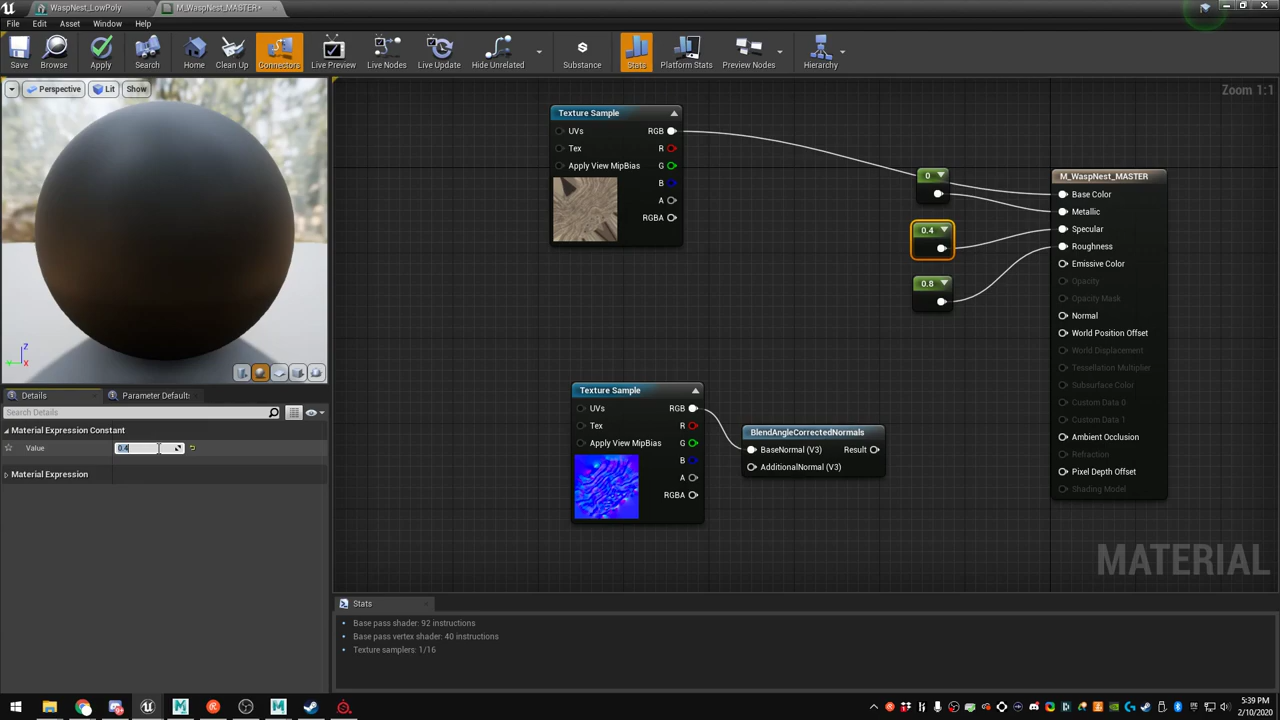 WaspNest_LowPoly
M_WaspNest_MASTER*
File Edit Asset Window Help
Save Browse Apply Search Home Clean Up Connectors Live Preview Live Nodes Live Update Hide Unrelated Substance Stats Platform Stats Preview Nodes Hierarchy
Perspective Lit Show
Zoom 1:1
Texture Sample
UVs RGB
Tex R
Apply View MipBias G
B
A
RGBA
0
0.4
0.8
M_WaspNest_MASTER
Base Color
Metallic
Specular
Roughness
Emissive Color
Opacity
Opacity Mask
Normal
World Position Offset
World Displacement
Tessellation Multiplier
Subsurface Color
Custom Data 0
Custom Data 1
Ambient Occlusion
Refraction
Pixel Depth Offset
Shading Model
Z
Y X
Details Parameter Default
Search Details
Material Expression Constant
Value 0.4
Material Expression
Texture Sample
UVs RGB
Tex R
Apply View MipBias G
B
A
RGBA
BlendAngleCorrectedNormals
BaseNormal (V3) Result
AdditionalNormal (V3)
MATERIAL
Stats
Base pass shader: 92 instructions
Base pass vertex shader: 40 instructions
Texture samplers: 1/16
5:39 PM
2/10/2020